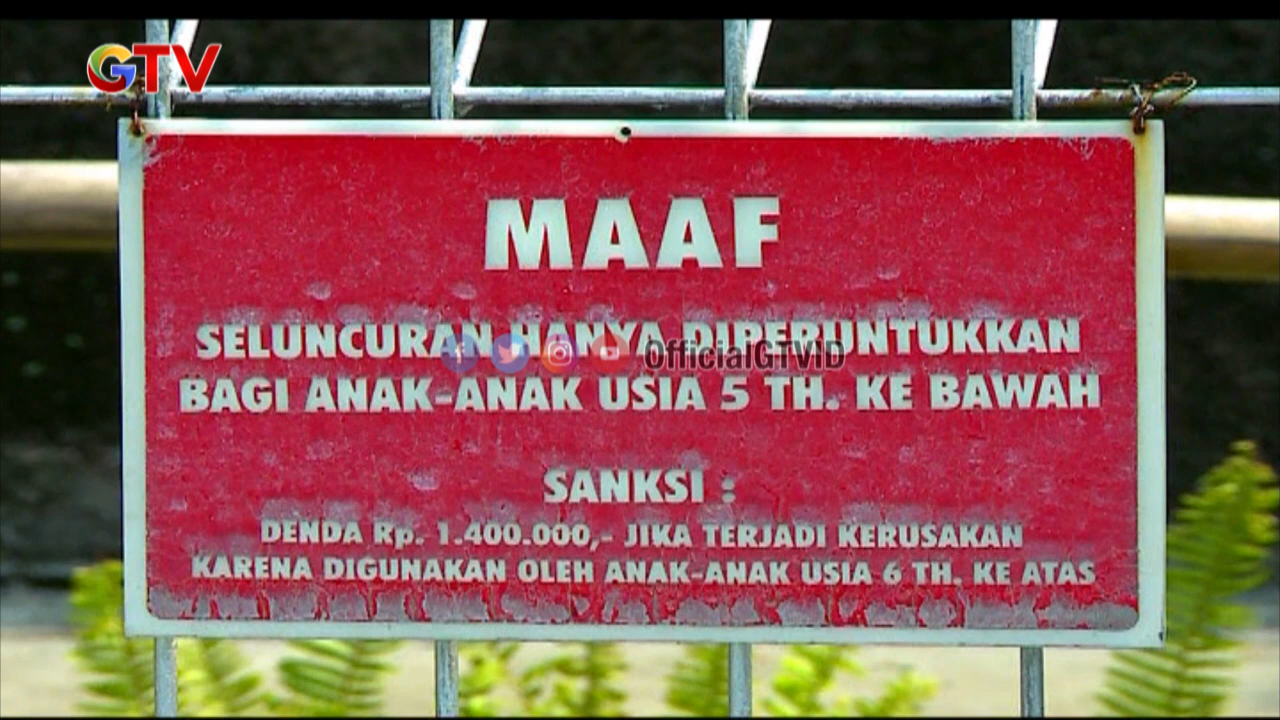 GTV
MAAF
SELUNCURAN HANYA DIPERUNTUKKAN
OfficialGTVID
BAGI ANAK-ANAK USIA 5 TH. KE BAWAH
SANKSI :
DENDA Rp. 1.400.000,- JIKA TERJADI KERUSAKAN
KARENA DIGUNAKAN OLEH ANAK-ANAK USIA 6 TH. KE ATAS